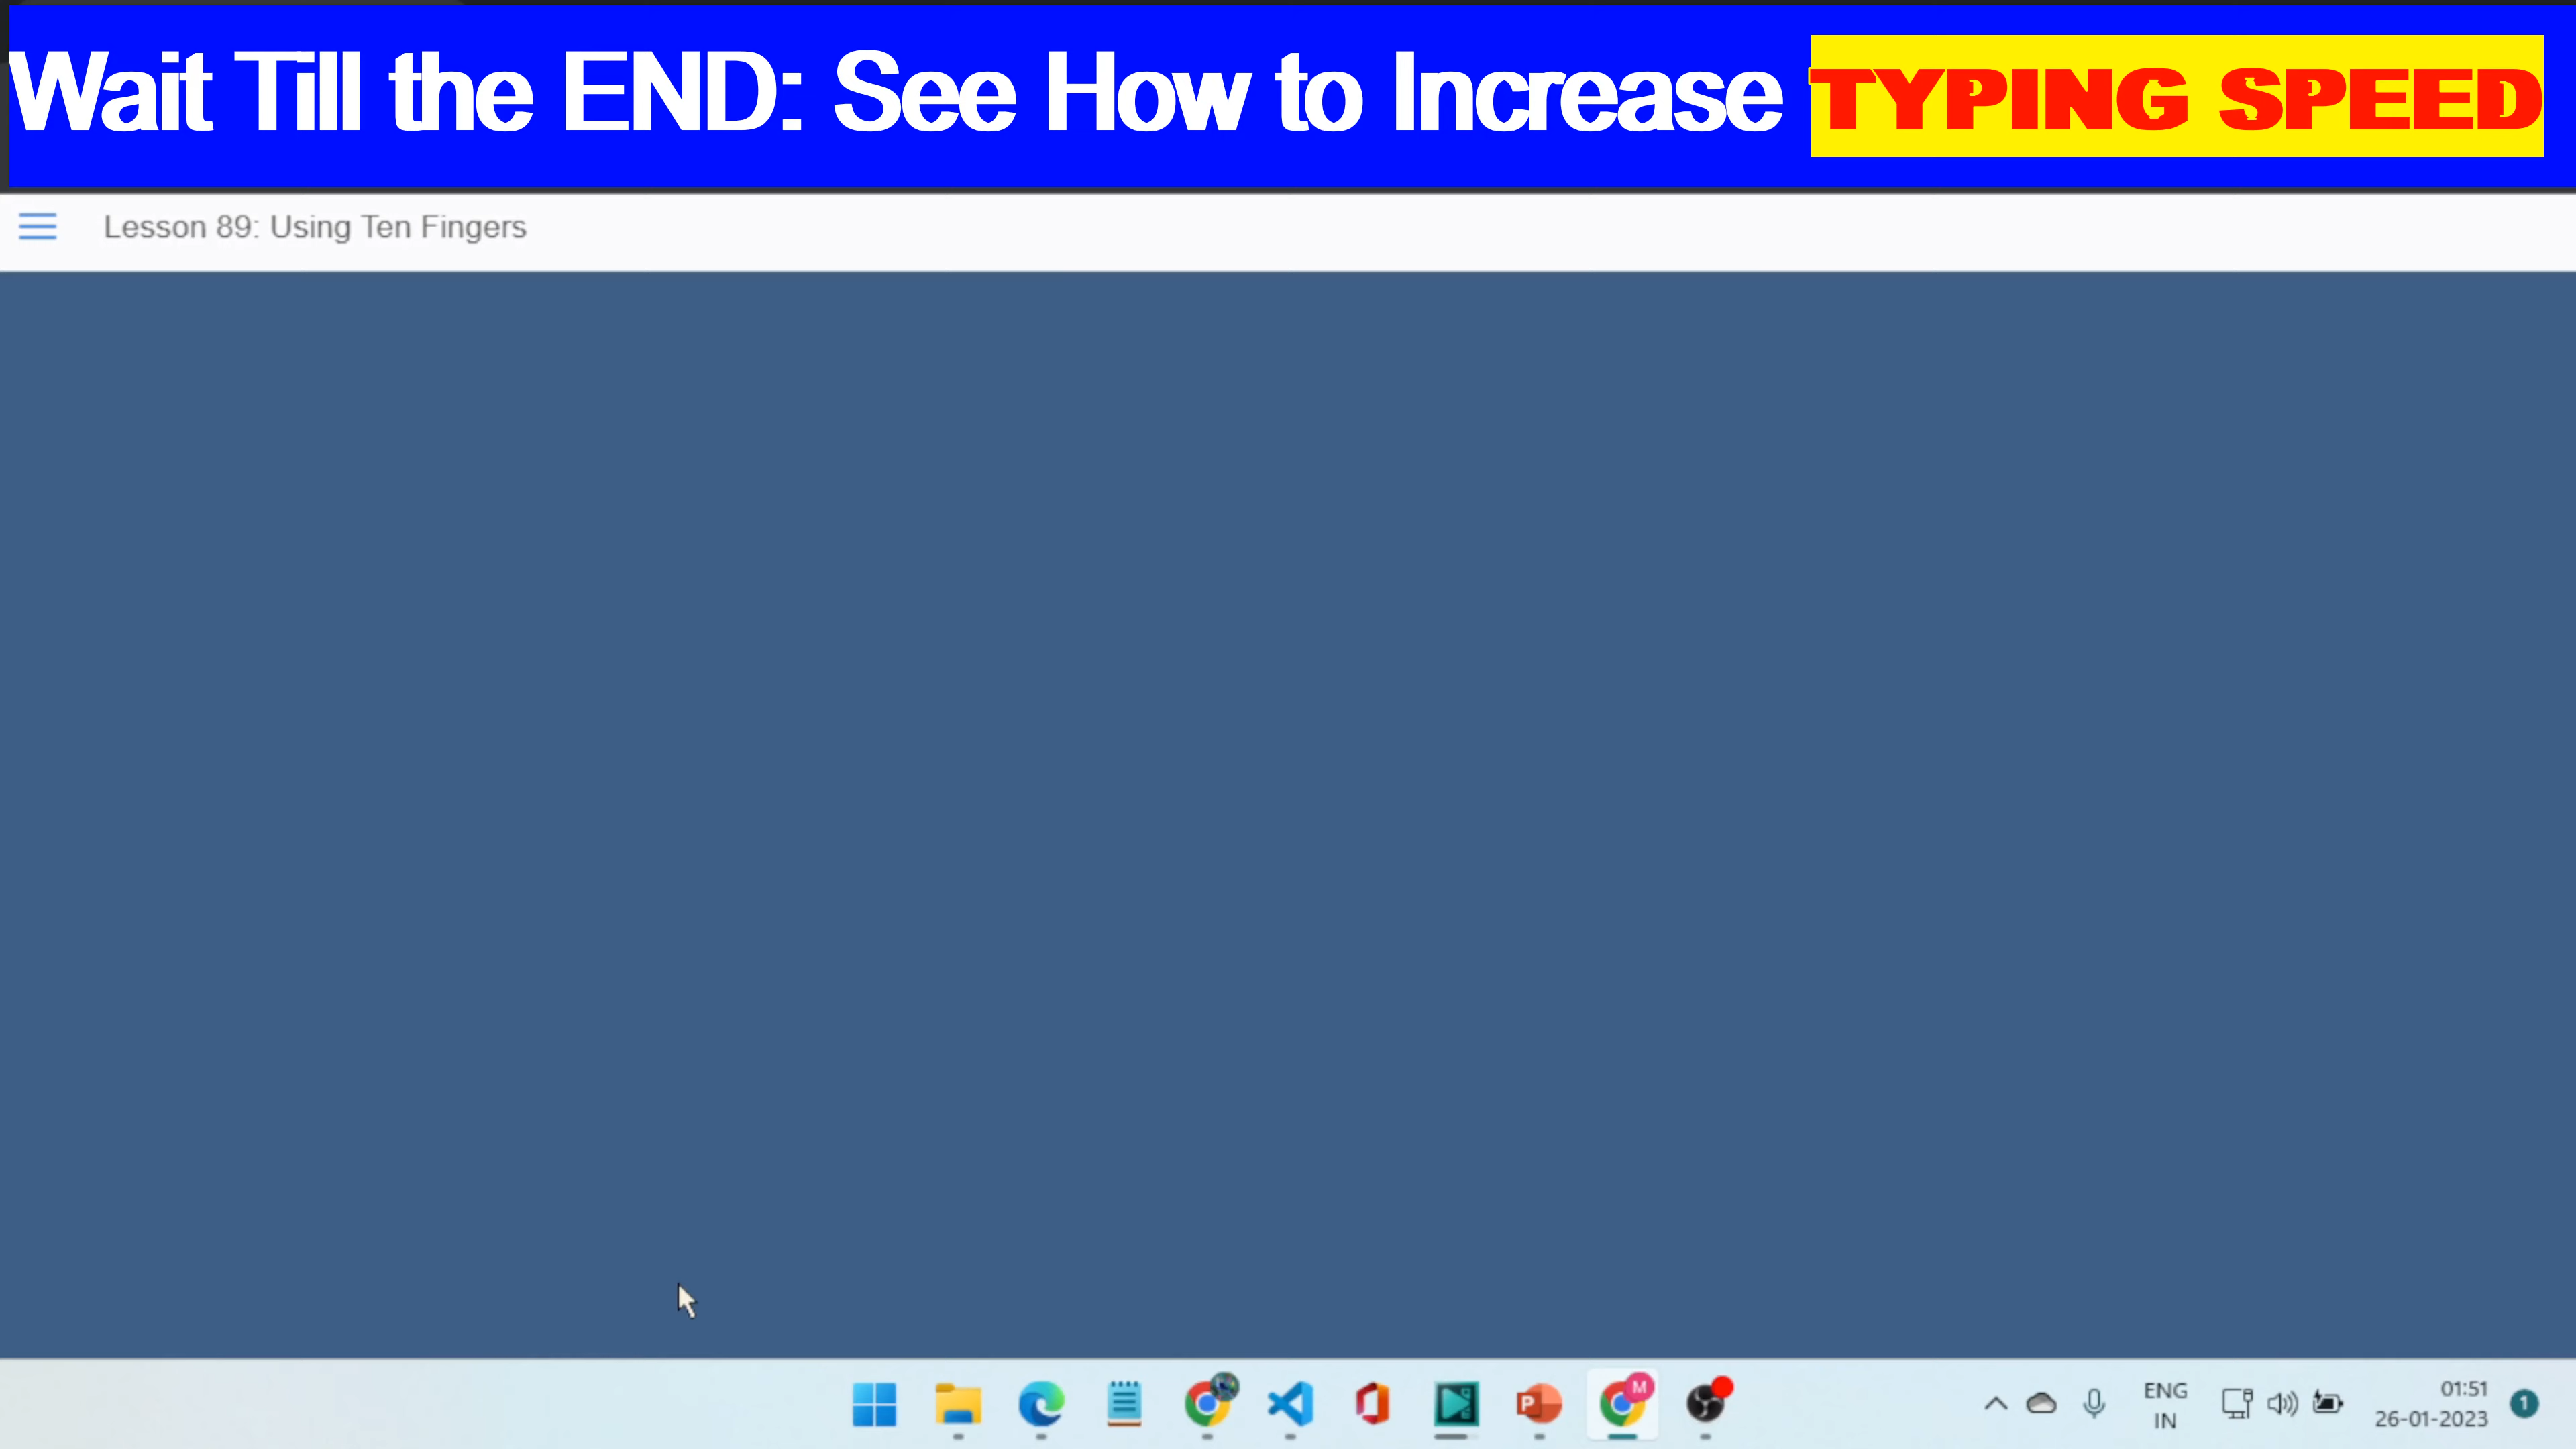 Wait Till the END: See How to Increase TYPING SPEED
Lesson 89: Using Ten Fingers
M
P
ENG
IN
01:51
26-01-2023
1